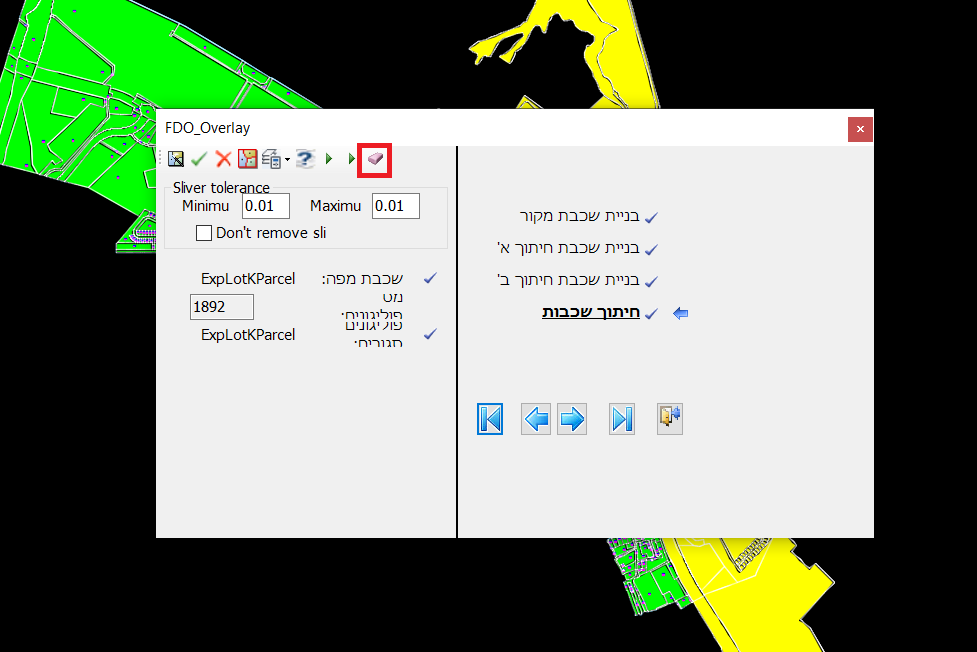 FDO_Overlay
Sliver tolerance
Minimu 0.01 Maximu 0.01
Don't remove sli
שכבת מפה: ExpLotKParcel
מס
פוליגונים: 1892
פוליגונים
סגורים: ExpLotKParcel
בניית שכבת מקור
בניית שכבת חיתוך א'
בניית שכבת חיתוך ב'
חיתוך שכבות